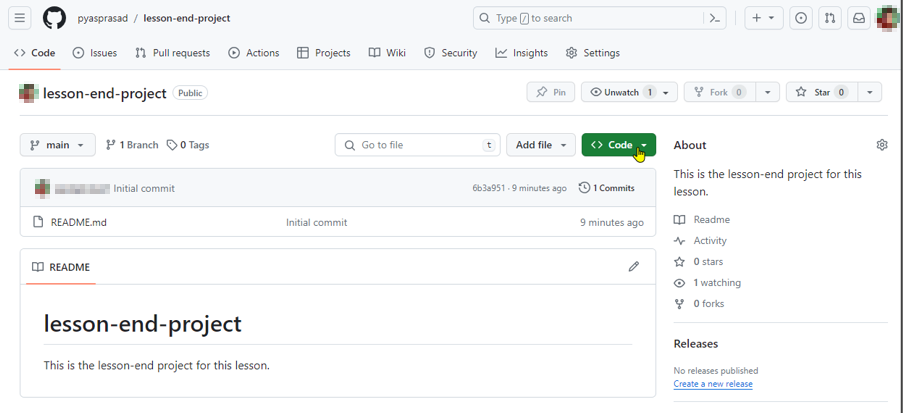 pyasprasad / lesson-end-project
Type / to search
Code Issues Pull requests Actions Projects Wiki Security Insights Settings
lesson-end-project Public
Pin Unwatch 1 Fork 0 Star 0
main 1 Branch 0 Tags Go to file t Add file Code
Initial commit 6b3a951 · 9 minutes ago 1 Commits
README.md Initial commit 9 minutes ago
README
lesson-end-project
This is the lesson-end project for this lesson.
About
This is the lesson-end project for this
lesson.
Readme
Activity
0 stars
1 watching
0 forks
Releases
No releases published
Create a new release